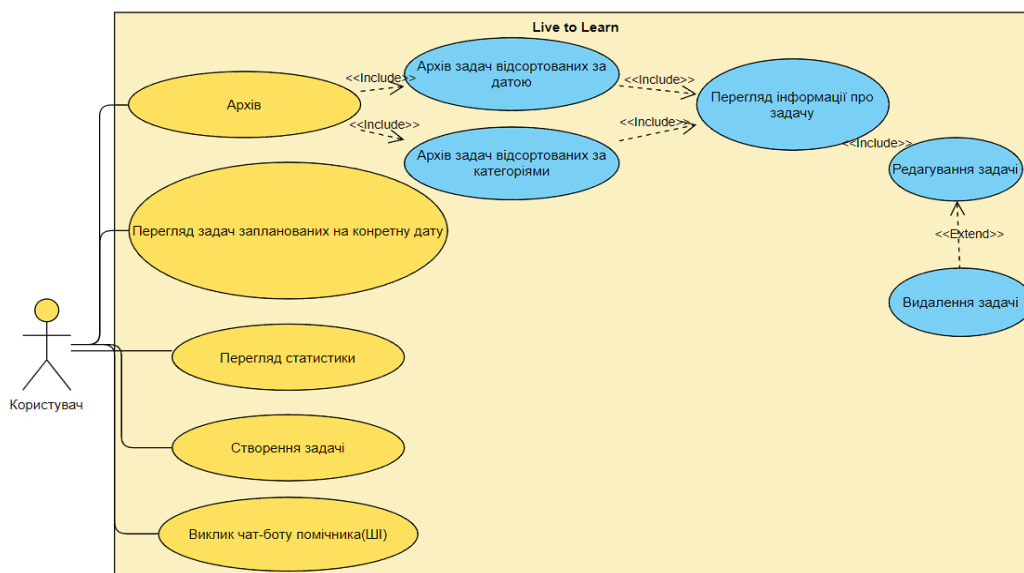 Live to Learn
<<Include>>
Архів задач відсортованих за
датою
<<Include>>
Перегляд інформації про
задачу
Архів
<<Include>>
<<Include>>
Архів задач відсортованих за
категоріями
<<Include>>
Редагування задачі
Перегляд задач запланованих на конретну дату
<<Extend>>
Видалення задачі
Користувач
Перегляд статистики
Створення задачі
Виклик чат-боту помічника(ШІ)